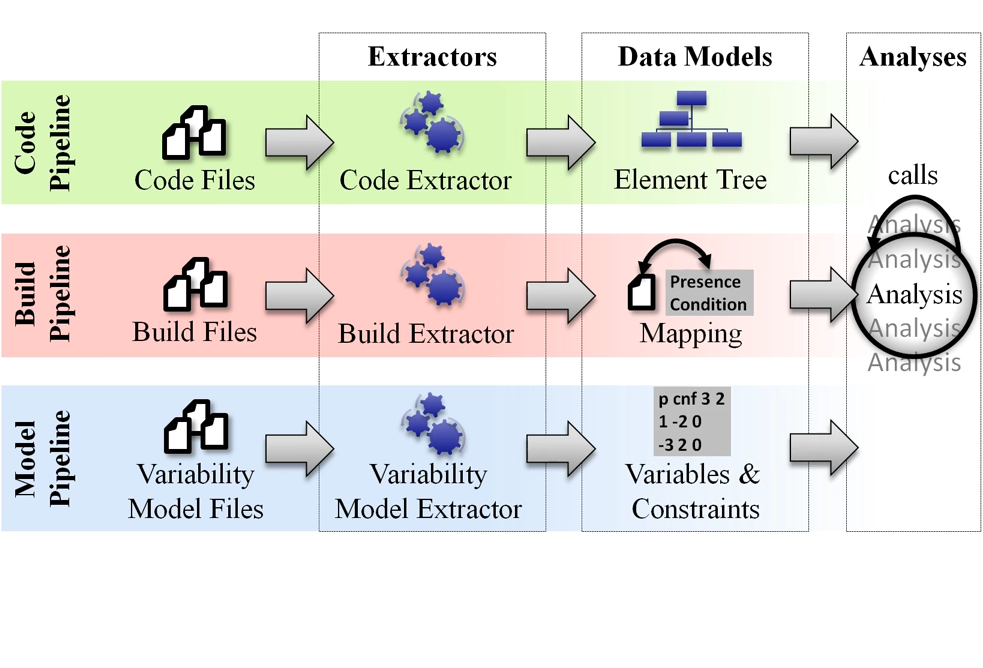 Extractors
Data Models
Analyses
Code
Pipeline
Code Files
Code Extractor
Element Tree
calls
Build
Pipeline
Build Files
Build Extractor
Presence
Condition
Mapping
Analysis
Analysis
Analysis
Analysis
Analysis
Model
Pipeline
Variability
Model Files
Variability
Model Extractor
p cnf 3 2
1 -2 0
-3 2 0
Variables &
Constraints